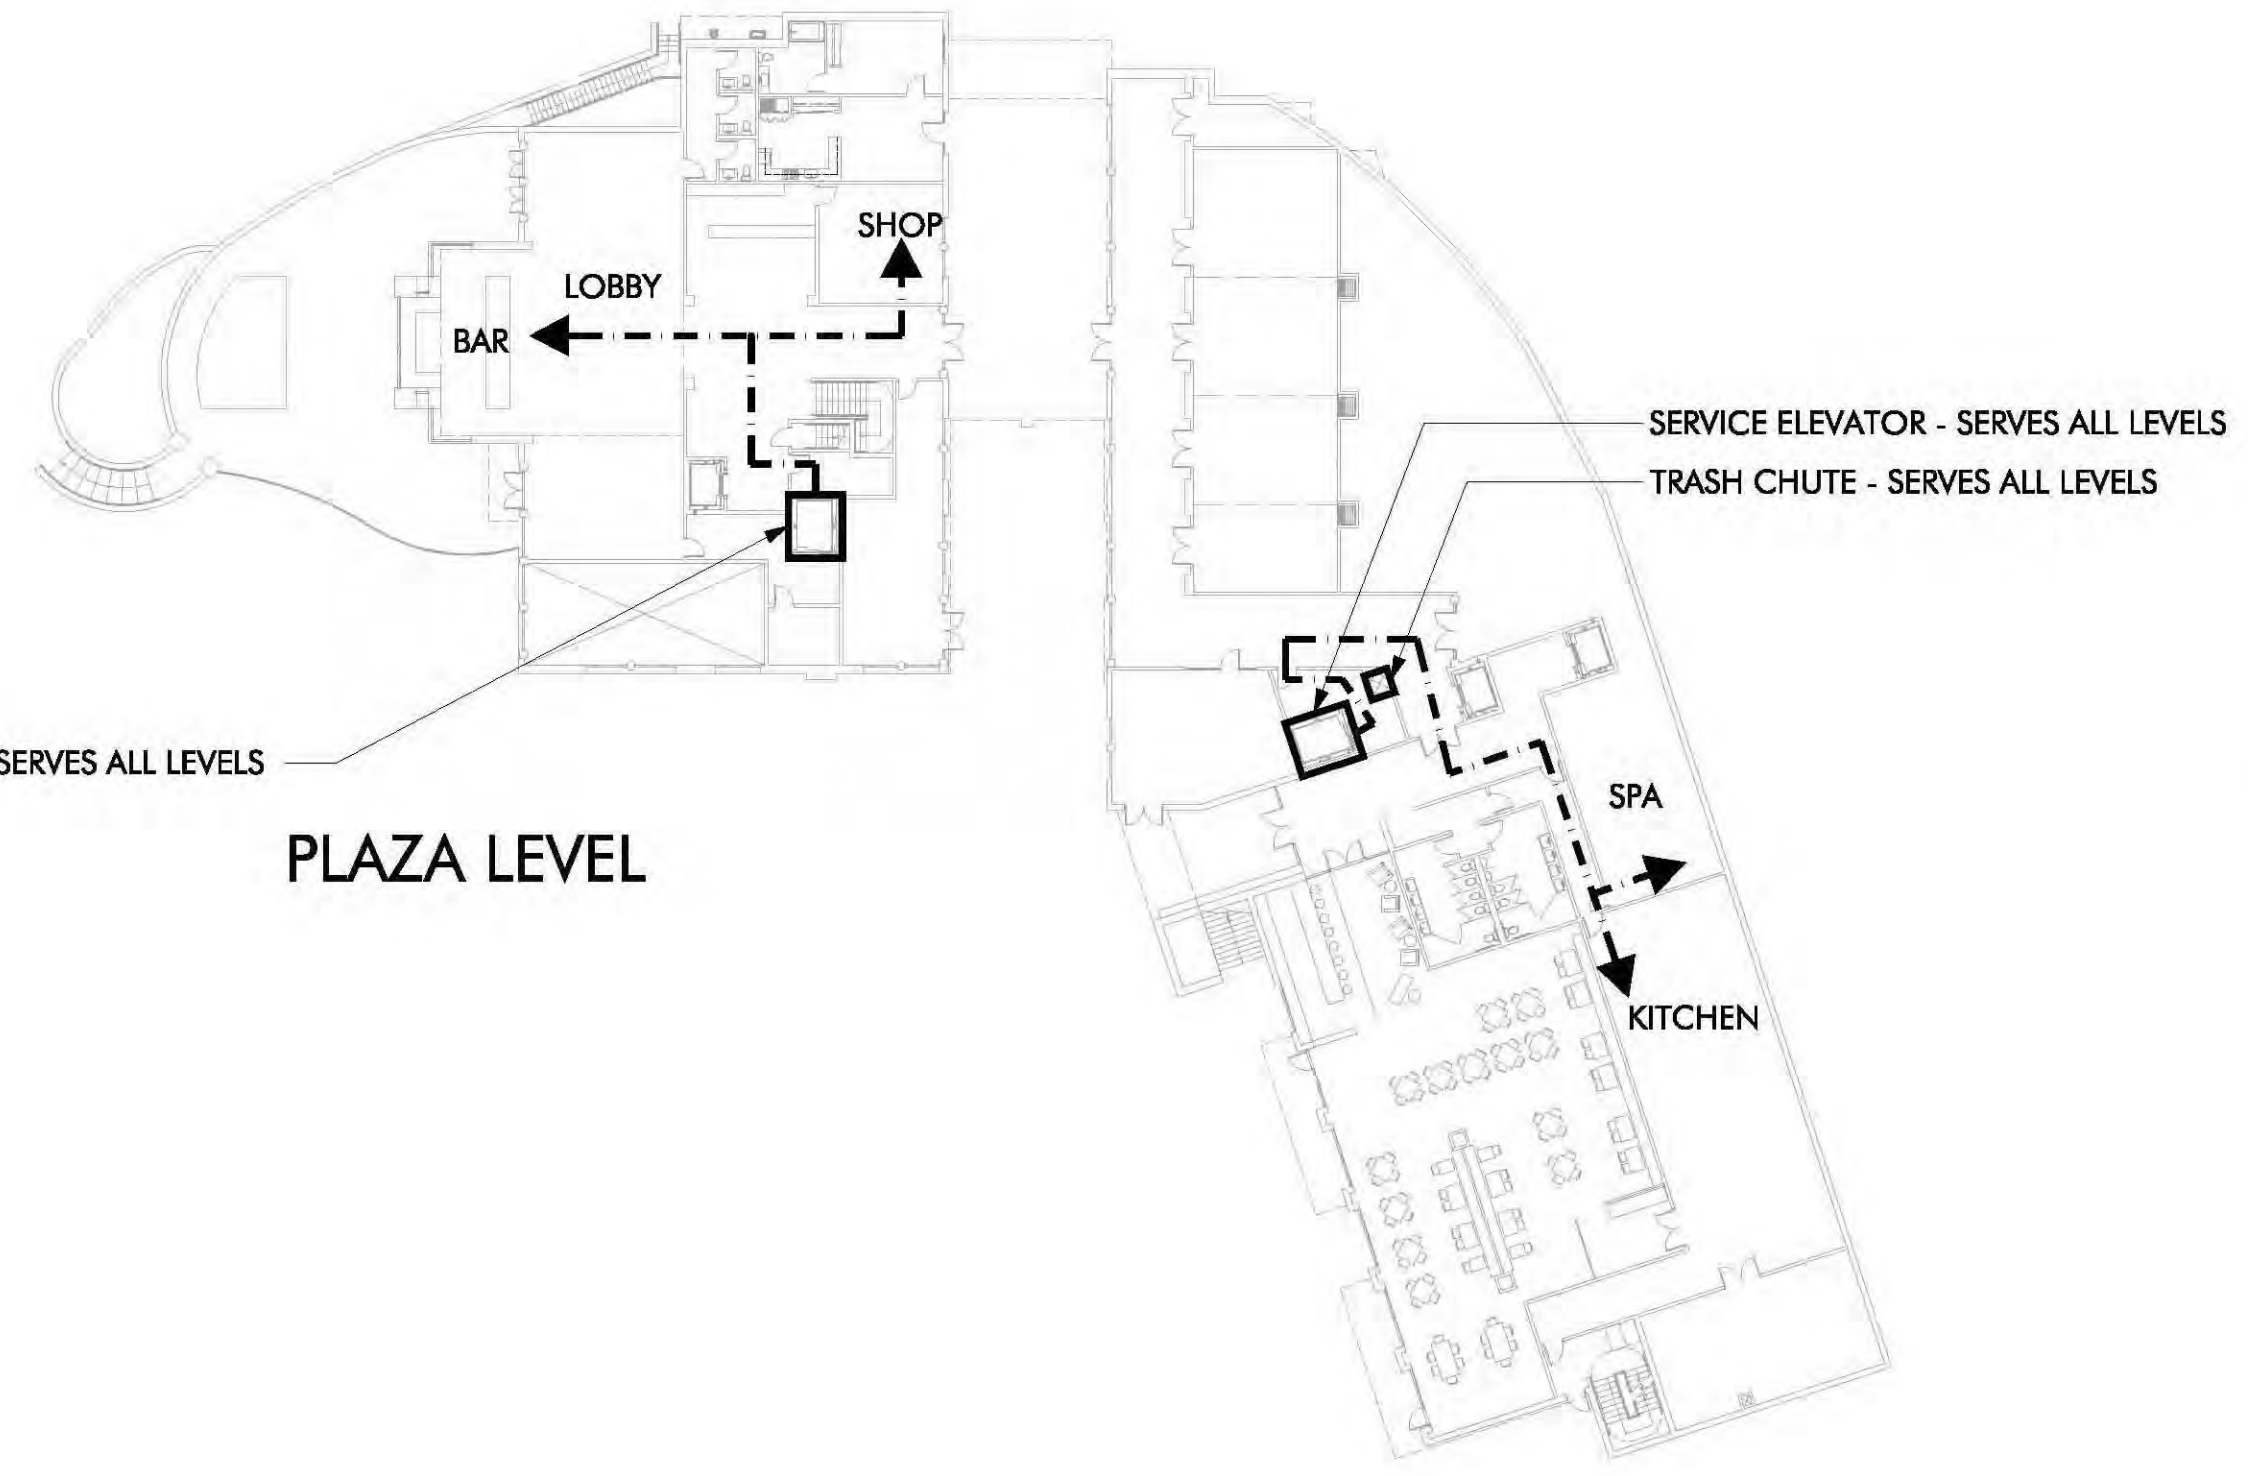 SHOP
LOBBY
BAR
SERVICE ELEVATOR - SERVES ALL LEVELS
TRASH CHUTE - SERVES ALL LEVELS
SERVES ALL LEVELS
SPA
PLAZA LEVEL
KITCHEN